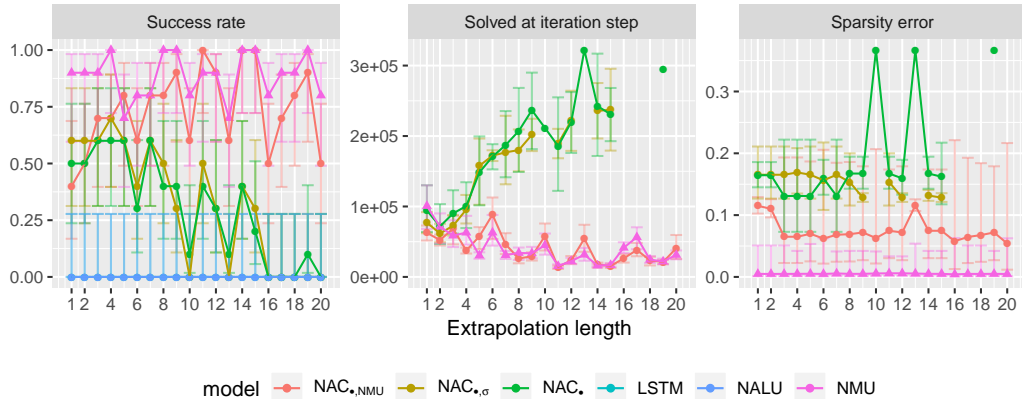 Success rate
Solved at iteration step
Sparsity error
1.00
0.75
0.50
0.25
0.00
1 2 4 6 8 10 12 14 16 18 20
3e+05
2e+05
1e+05
0e+00
1 2 4 6 8 10 12 14 16 18 20
0.3
0.2
0.1
0.0
1 2 4 6 8 10 12 14 16 18 20
Extrapolation length
model NAC•,NMU NAC•,σ NAC• LSTM NALU NMU